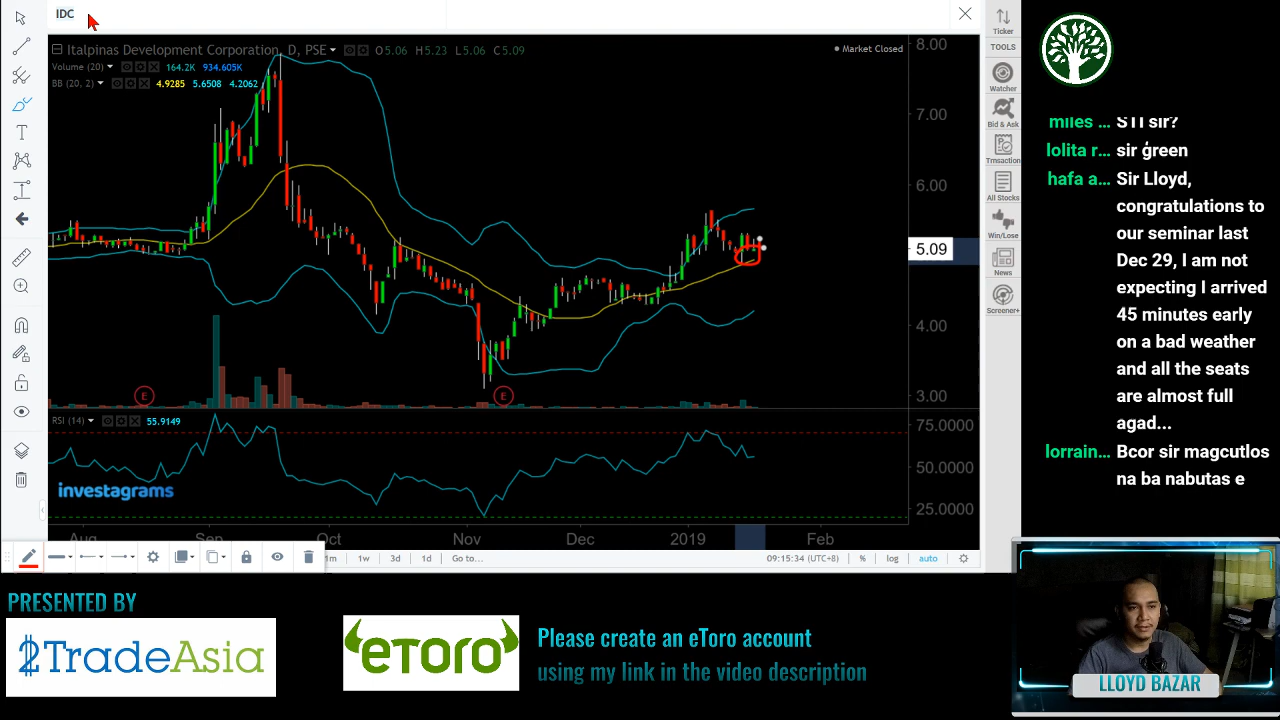 IDC
Italpinas Development Corporation, D, PSE
O5.06 H5.23 L5.06 C5.09
Market Closed
Volume (20) 164.2K 934.605K
BB (20, 2) 4.9285 5.6508 4.2062
8.00
7.00
6.00
5.09
4.00
3.00
E
E
RSI (14) 55.9149
75.0000
50.0000
25.0000
investagrams
Aug Sep Oct Nov Dec 2019 Feb
1m 1w 3d 1d Go to...
09:15:34 (UTC+8) % log auto
Ticker
TOOLS
Watcher
Bid & Ask
Trnsaction
All Stocks
Win/Lose
News
Screener+
miles ... STI sir?
lolita r... sir green
hafa a... Sir Lloyd,
congratulations to
our seminar last
Dec 29, I am not
expecting I arrived
45 minutes early
on a bad weather
and all the seats
are almost full
agad...
lorrain... Bcor sir magcutlos
na ba nabutas e
PRESENTED BY
2TradeAsia
eToro
Please create an eToro account
using my link in the video description
LLOYD BAZAR